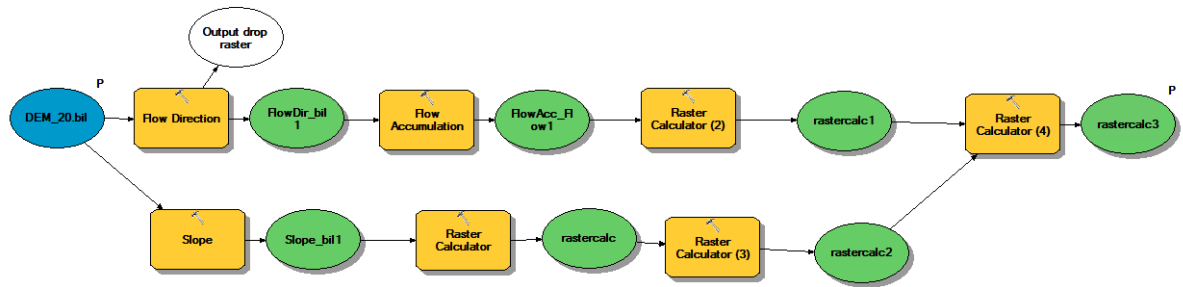 Output drop
raster
P
DEM_20.bil
Flow Direction
FlowDir_bil
1
Flow
Accumulation
FlowAcc_Fl
ow1
Raster
Calculator (2)
rastercalc1
Raster
Calculator (4)
P
rastercalc3
Slope
Slope_bil1
Raster
Calculator
rastercalc
Raster
Calculator (3)
rastercalc2